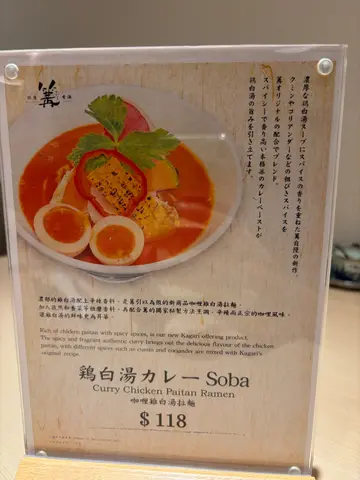 篝
濃厚な鶏白湯スープにスパイスの香りを重ねた篝自慢の新作。
クミンやコリアンダーなどの粗びきスパイスを
篝オリジナルの配合でブレンド。
スパイシーで香り高い本格派のカレーペーストが
鶏白湯の旨みを引き立てます。
Rich of chicken paitan with spicy spices, is our new Kagari offering product.
The spicy and fragrant authentic curry brings out the delicious flavour of the chicken
paitan, with different spices such as cumin and coriander are mixed with Kagari's
original recipe.
鶏白湯カレー Soba
Curry Chicken Paitan Ramen
咖喱雞白湯拉麵
$ 118